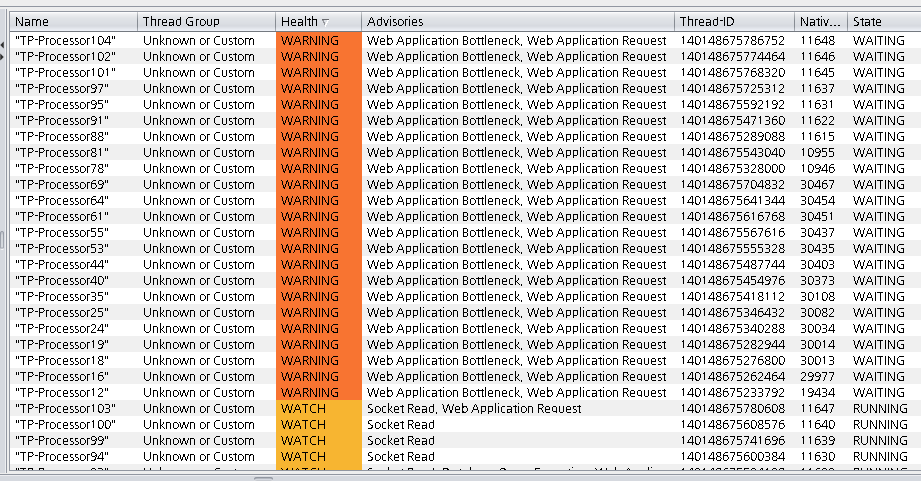 Name Thread Group Health Advisories Thread-ID Nativ... State
"TP-Processor104" Unknown or Custom WARNING Web Application Bottleneck, Web Application Request 140148675786752 11648 WAITING
"TP-Processor102" Unknown or Custom WARNING Web Application Bottleneck, Web Application Request 140148675774464 11646 WAITING
"TP-Processor101" Unknown or Custom WARNING Web Application Bottleneck, Web Application Request 140148675768320 11645 WAITING
"TP-Processor97" Unknown or Custom WARNING Web Application Bottleneck, Web Application Request 140148675725312 11637 WAITING
"TP-Processor95" Unknown or Custom WARNING Web Application Bottleneck, Web Application Request 140148675592192 11631 WAITING
"TP-Processor91" Unknown or Custom WARNING Web Application Bottleneck, Web Application Request 140148675471360 11622 WAITING
"TP-Processor88" Unknown or Custom WARNING Web Application Bottleneck, Web Application Request 140148675289088 11615 WAITING
"TP-Processor81" Unknown or Custom WARNING Web Application Bottleneck, Web Application Request 140148675543040 10955 WAITING
"TP-Processor78" Unknown or Custom WARNING Web Application Bottleneck, Web Application Request 140148675328000 10946 WAITING
"TP-Processor69" Unknown or Custom WARNING Web Application Bottleneck, Web Application Request 140148675704832 30467 WAITING
"TP-Processor64" Unknown or Custom WARNING Web Application Bottleneck, Web Application Request 140148675641344 30454 WAITING
"TP-Processor61" Unknown or Custom WARNING Web Application Bottleneck, Web Application Request 140148675616768 30451 WAITING
"TP-Processor55" Unknown or Custom WARNING Web Application Bottleneck, Web Application Request 140148675567616 30437 WAITING
"TP-Processor53" Unknown or Custom WARNING Web Application Bottleneck, Web Application Request 140148675555328 30435 WAITING
"TP-Processor44" Unknown or Custom WARNING Web Application Bottleneck, Web Application Request 140148675487744 30403 WAITING
"TP-Processor40" Unknown or Custom WARNING Web Application Bottleneck, Web Application Request 140148675454976 30373 WAITING
"TP-Processor35" Unknown or Custom WARNING Web Application Bottleneck, Web Application Request 140148675418112 30108 WAITING
"TP-Processor25" Unknown or Custom WARNING Web Application Bottleneck, Web Application Request 140148675346432 30082 WAITING
"TP-Processor24" Unknown or Custom WARNING Web Application Bottleneck, Web Application Request 140148675340288 30034 WAITING
"TP-Processor19" Unknown or Custom WARNING Web Application Bottleneck, Web Application Request 140148675282944 30014 WAITING
"TP-Processor18" Unknown or Custom WARNING Web Application Bottleneck, Web Application Request 140148675276800 30013 WAITING
"TP-Processor16" Unknown or Custom WARNING Web Application Bottleneck, Web Application Request 140148675262464 29977 WAITING
"TP-Processor12" Unknown or Custom WARNING Web Application Bottleneck, Web Application Request 140148675233792 19434 WAITING
"TP-Processor103" Unknown or Custom WATCH Socket Read, Web Application Request 140148675780608 11647 RUNNING
"TP-Processor100" Unknown or Custom WATCH Socket Read 140148675608576 11640 RUNNING
"TP-Processor99" Unknown or Custom WATCH Socket Read 140148675741696 11639 RUNNING
"TP-Processor94" Unknown or Custom WATCH Socket Read 140148675600384 11630 RUNNING